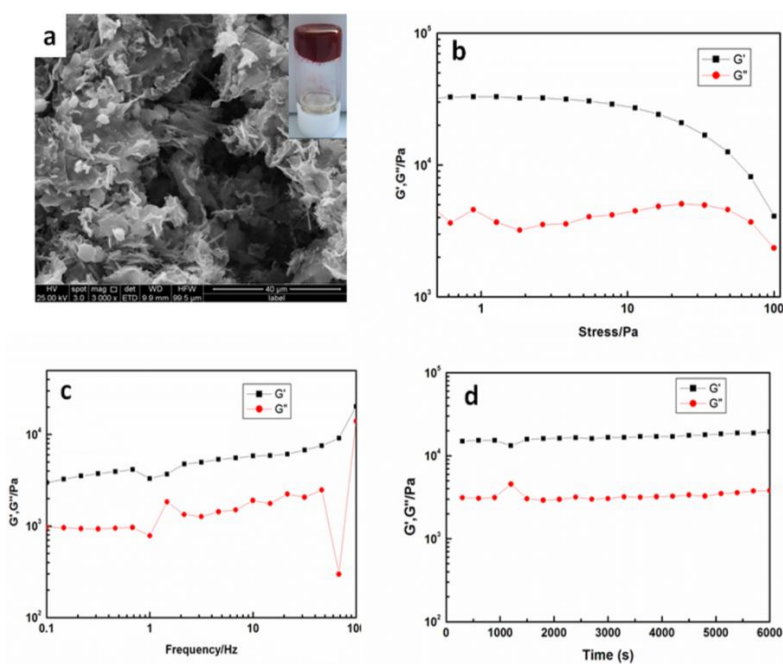 a
HV spot mag □ det WD HFW 40 µm
25.00 kV 3.0 3 000 x ETD 9.9 mm 99.5 µm label
b
G'
G"
10⁵
10⁴
10³
G',G"/Pa
1 10 100
Stress/Pa
c
G'
G"
10⁴
10³
10²
G',G"/Pa
0.1 1 10 100
Frequency/Hz
d
G'
G"
10⁵
10⁴
10³
10²
G',G"/Pa
0 1000 2000 3000 4000 5000 6000
Time (s)